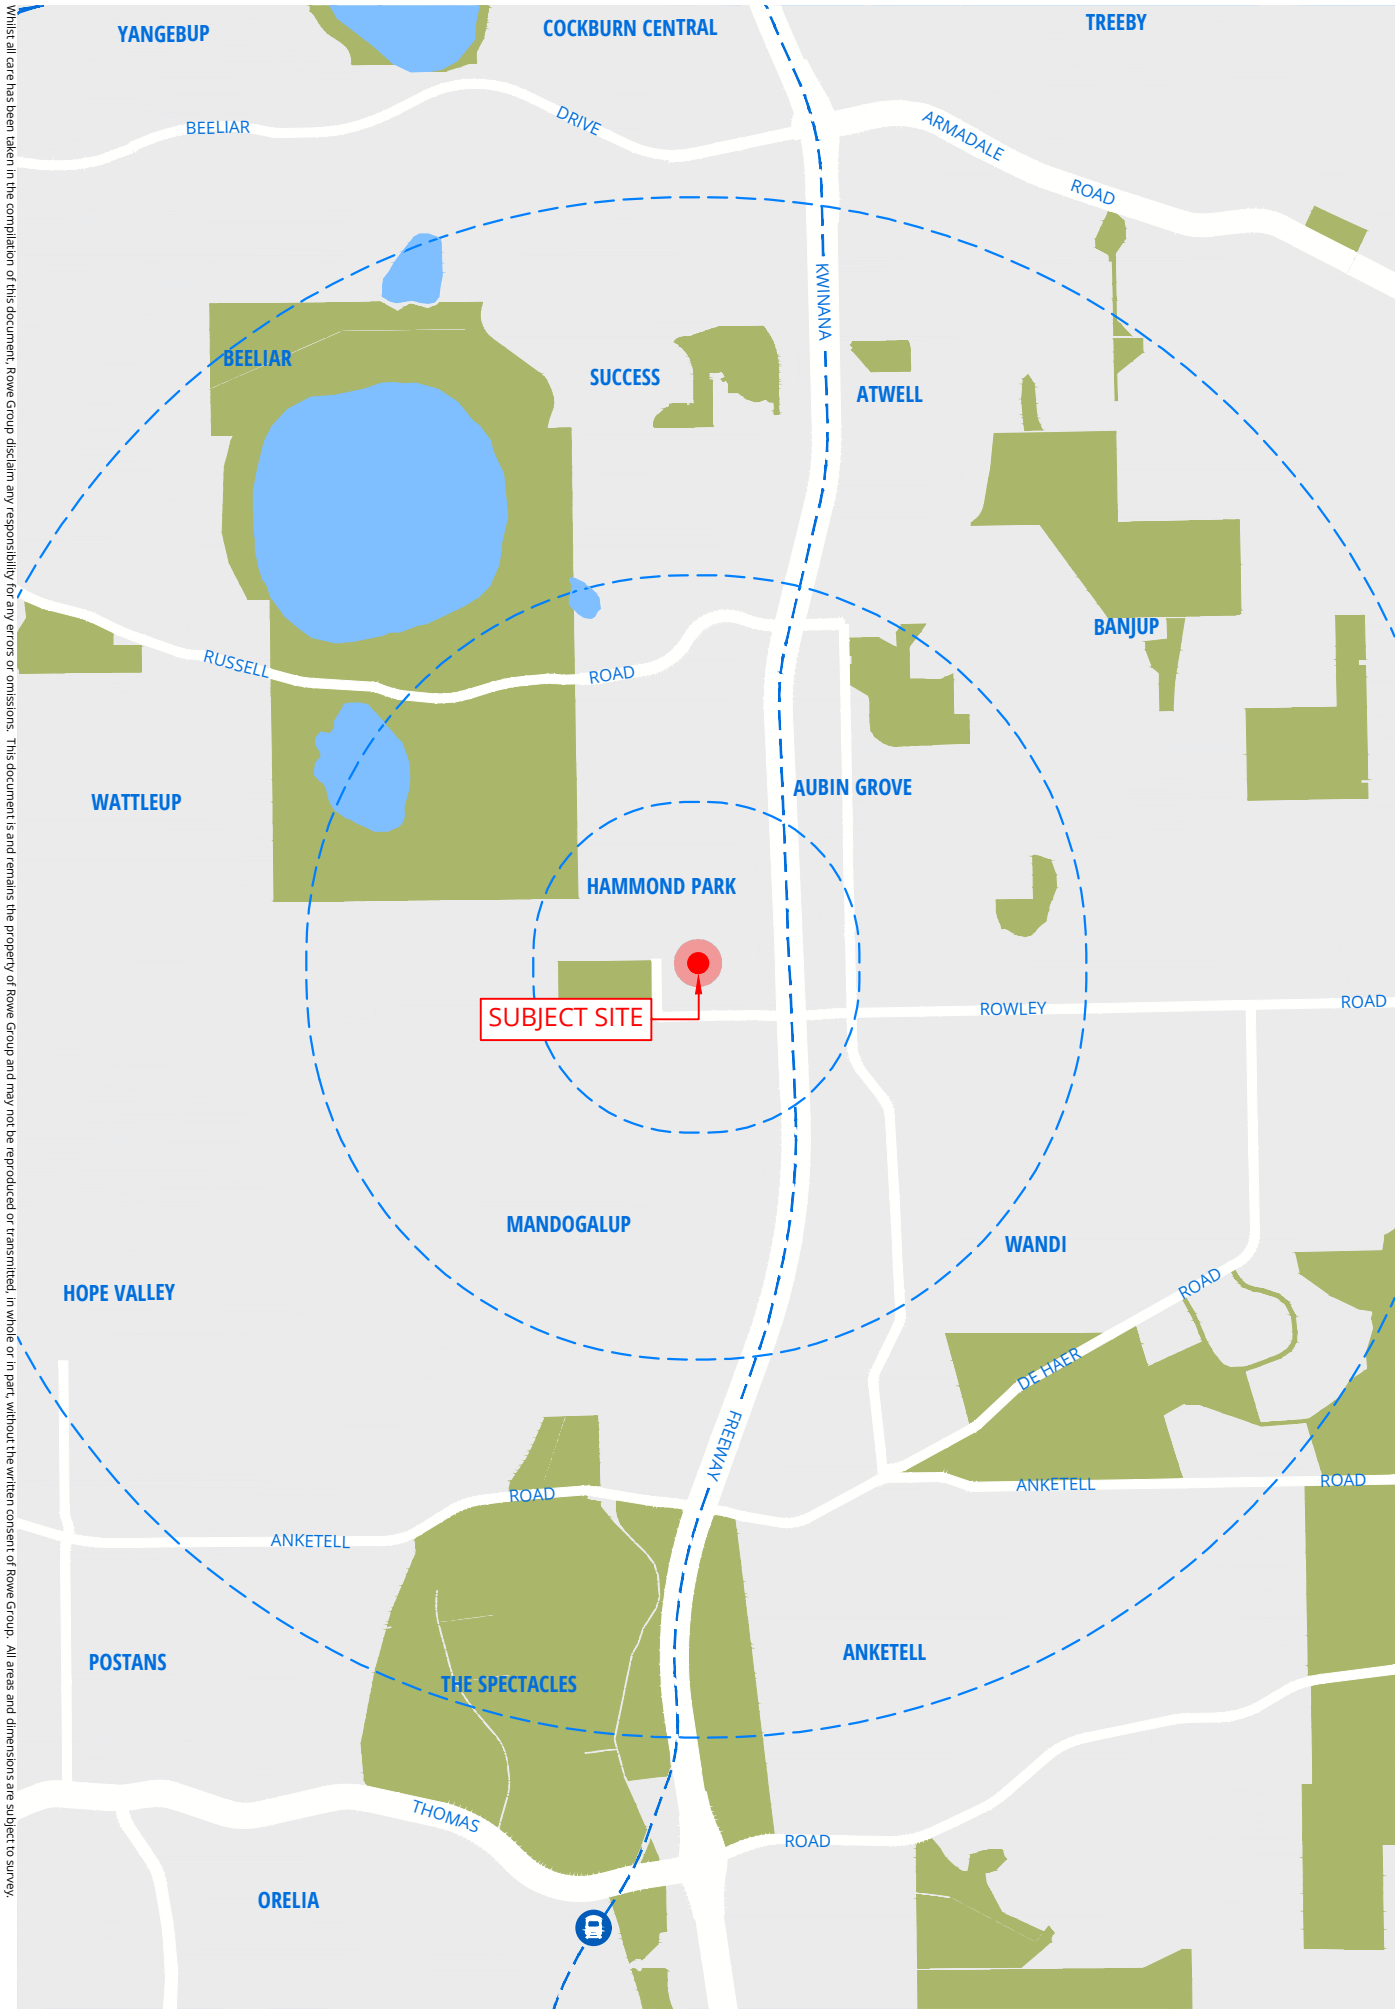 YANGEBUP
COCKBURN CENTRAL
TREEBY
BEELIAR
DRIVE
ARMADALE
ROAD
KWINANA
BEELIAR
SUCCESS
ATWELL
BANJUP
RUSSELL
ROAD
WATTLEUP
AUBIN GROVE
HAMMOND PARK
SUBJECT SITE
ROWLEY
ROAD
MANDOGALUP
WANDI
HOPE VALLEY
ROAD
DE HAER
FREEWAY
ROAD
ANKETELL
ANKETELL
ROAD
POSTANS
THE SPECTACLES
ANKETELL
THOMAS
ROAD
ORELIA
Whilst all care has been taken in the compilation of this document, Rowe Group disclaim any responsibility for any errors or omissions. This document is and remains the property of Rowe Group and may not be reproduced or transmitted, in whole or in part, without the written consent of Rowe Group. All areas and dimensions are subject to survey.